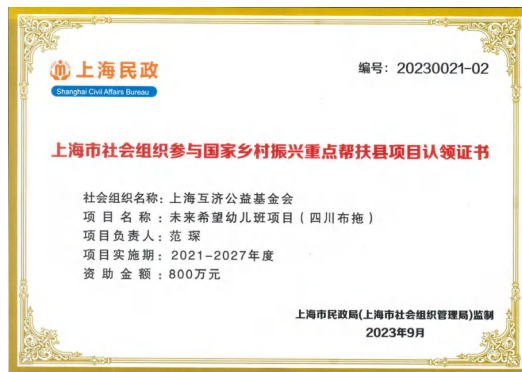 上海民政
Shanghai Civil Affairs Bureau
编号：20230021-02
上海市社会组织参与国家乡村振兴重点帮扶县项目认领证书
社会组织名称：上海互济公益基金会
项目名称：未来希望幼儿班项目（四川布拖）
项目负责人：范琛
项目实施期：2021-2027年度
资助金额：800万元
上海市民政局(上海市社会组织管理局)监制
2023年9月